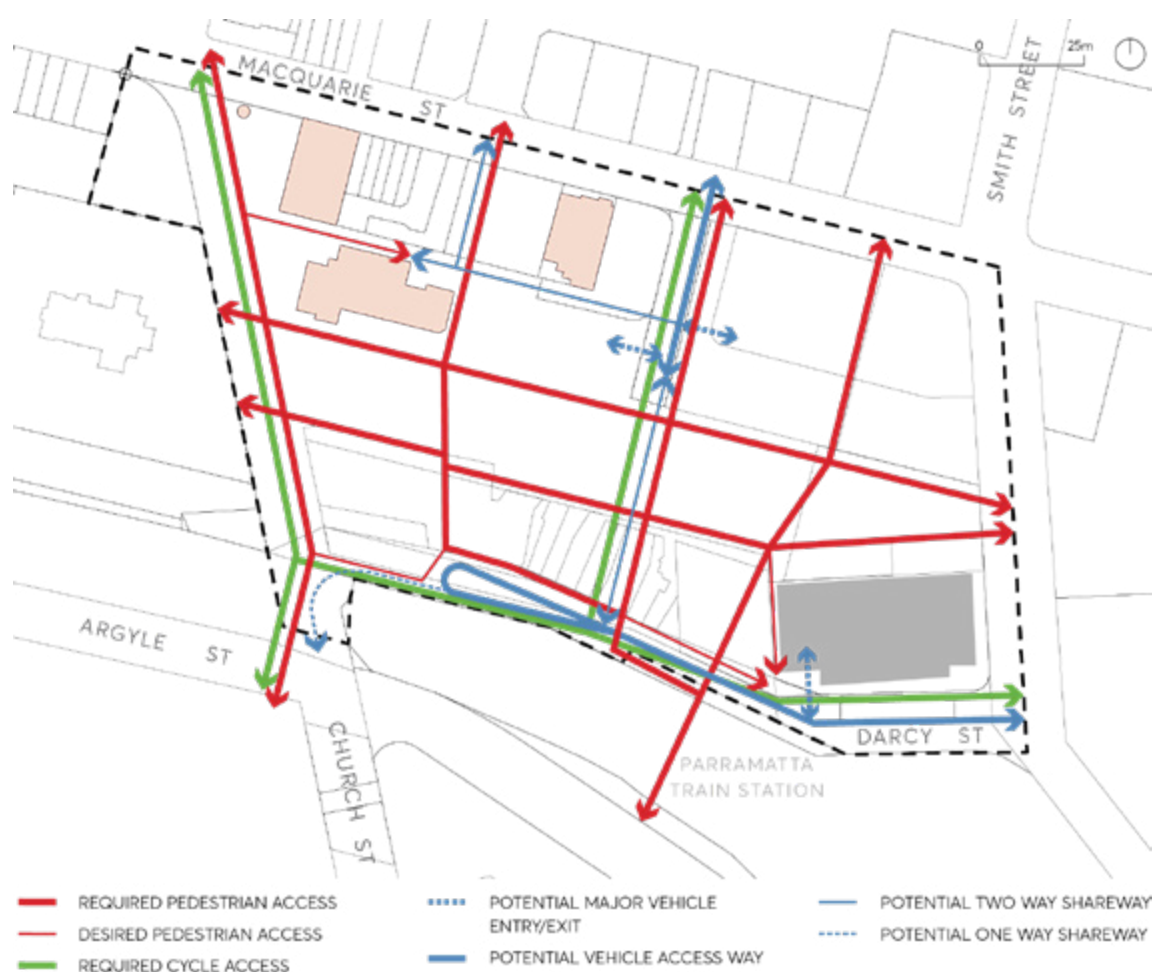 0 25m
SMITH STREET
MACQUARIE ST
ARGYLE ST
CHURCH ST
DARCY ST
PARRAMATTA
TRAIN STATION
REQUIRED PEDESTRIAN ACCESS
DESIRED PEDESTRIAN ACCESS
REQUIRED CYCLE ACCESS
POTENTIAL MAJOR VEHICLE
ENTRY/EXIT
POTENTIAL VEHICLE ACCESS WAY
POTENTIAL TWO WAY SHAREWAY
POTENTIAL ONE WAY SHAREWAY